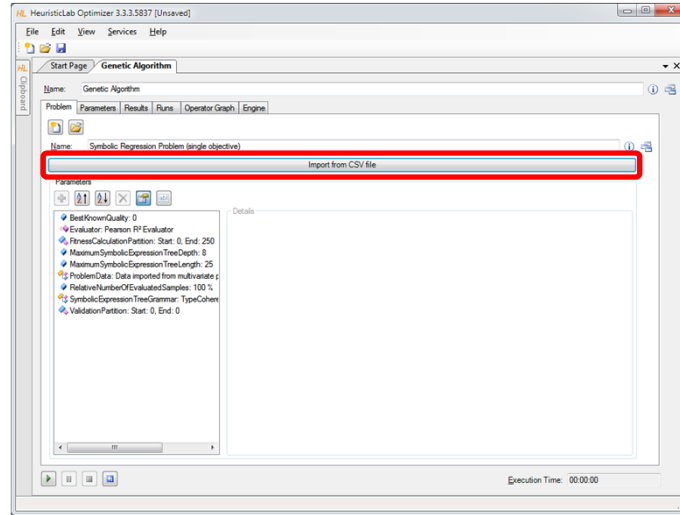 HL HeuristicLab Optimizer 3.3.3.5837 [Unsaved]
File Edit View Services Help
HL Clipboard
Start Page Genetic Algorithm
Name: Genetic Algorithm
Problem Parameters Results Runs Operator Graph Engine
Name: Symbolic Regression Problem (single objective)
Import from CSV file
Parameters
Details
BestKnownQuality: 0
Evaluator: Pearson R² Evaluator
FitnessCalculationPartition: Start: 0, End: 250
MaximumSymbolicExpressionTreeDepth: 8
MaximumSymbolicExpressionTreeLength: 25
ProblemData: Data imported from multivariate p
RelativeNumberOfEvaluatedSamples: 100 %
SymbolicExpressionTreeGrammar: TypeCohere
ValidationPartition: Start: 0, End: 0
Execution Time: 00:00:00